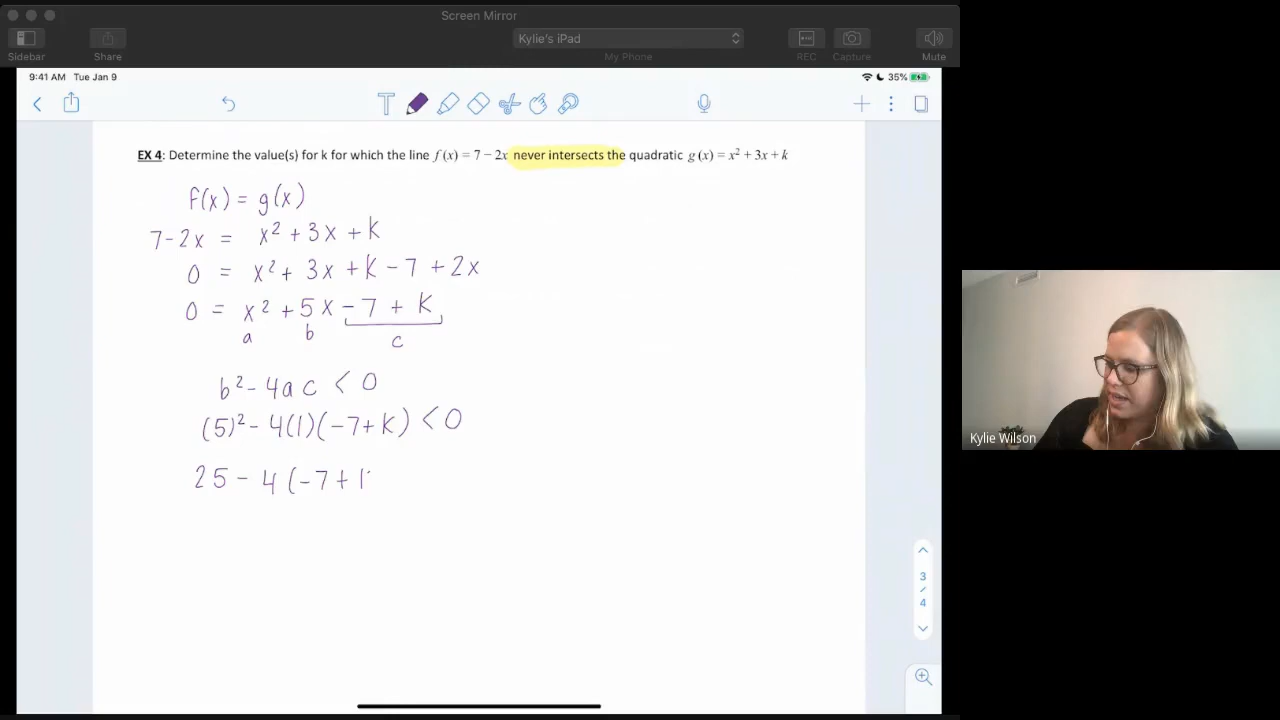 Screen Mirror
Sidebar
Share
Kylie's iPad
My Phone
REC
Capture
Mute
9:41 AM Tue Jan 9
35%
EX 4: Determine the value(s) for k for which the line f(x) = 7 − 2x never intersects the quadratic g(x) = x² + 3x + k
f(x) = g(x)
7-2x = x² + 3x + k
0 = x² + 3x + k - 7 + 2x
0 = x² + 5x - 7 + k
a b c
b² - 4ac < 0
(5)² - 4(1)(-7+k) < 0
25 - 4(-7+
3
/
4
Kylie Wilson